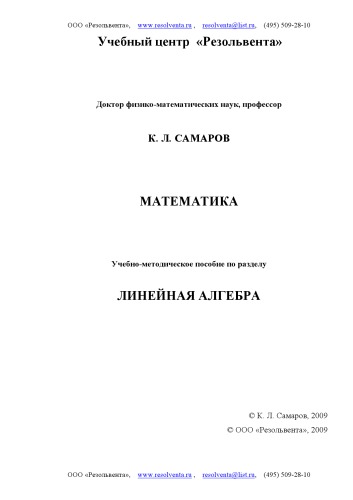 ООО «Резольвента», www.resolventa.ru , resolventa@list.ru, (495) 509-28-10
Учебный центр «Резольвента»
Доктор физико-математических наук, профессор
К. Л. САМАРОВ
МАТЕМАТИКА
Учебно-методическое пособие по разделу
ЛИНЕЙНАЯ АЛГЕБРА
© К. Л. Самаров, 2009
© ООО «Резольвента», 2009
ООО «Резольвента», www.resolventa.ru , resolventa@list.ru, (495) 509-28-10